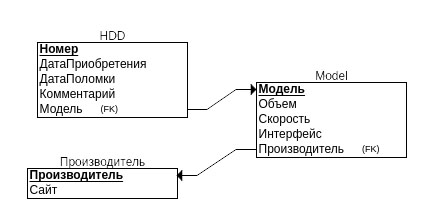 HDD
Номер
ДатаПриобретения
ДатаПоломки
Комментарий
Модель (FK)
Model
Модель
Объем
Скорость
Интерфейс
Производитель (FK)
Производитель
Производитель
Сайт